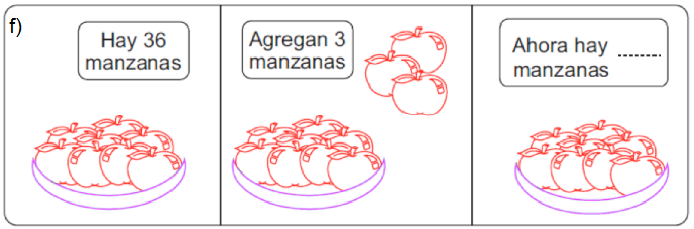 f)
Hay 36
manzanas
Agregan 3
manzanas
Ahora hay --------
manzanas